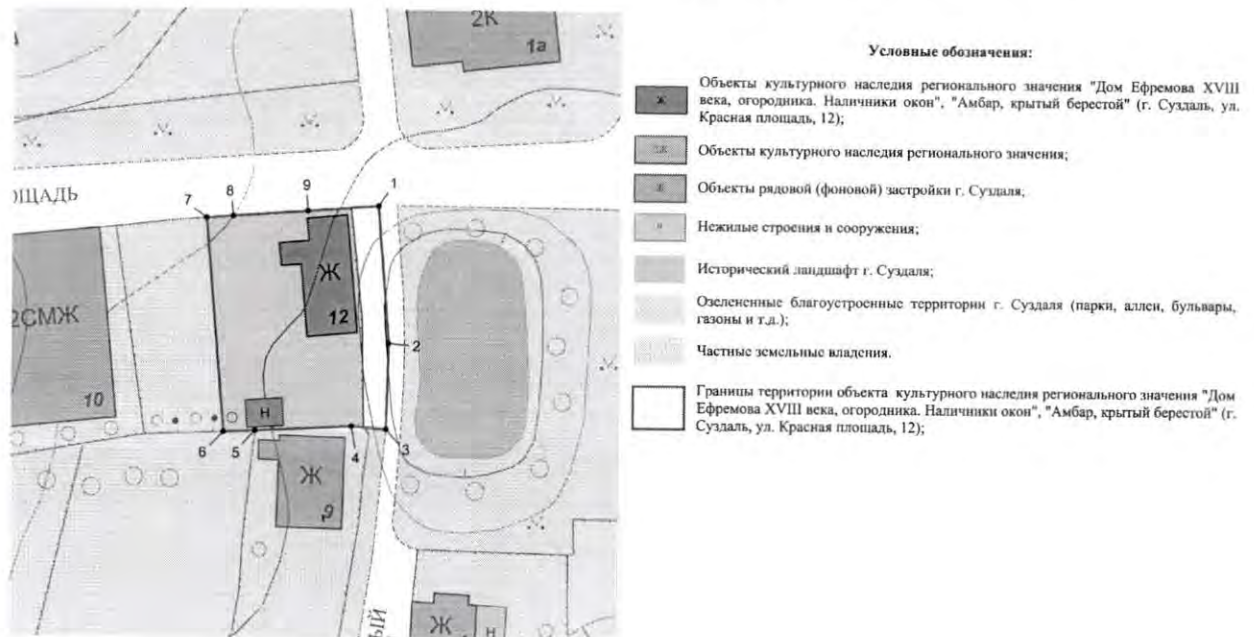 2К
1а
ОЩАДЬ
7
8
9
1
Ж
12
2СМЖ
10
2
Н
6
5
4
3
Ж
9
ЫЙ
Ж
Н
Условные обозначения:
Ж
Объекты культурного наследия регионального значения "Дом Ефремова XVIII
века, огородника. Наличники окон", "Амбар, крытый берестой" (г. Суздаль, ул.
Красная площадь, 12);
2К
Объекты культурного наследия регионального значения;
Ж
Объекты рядовой (фоновой) застройки г. Суздаля;
Н
Нежилые строения и сооружения;
Исторический ландшафт г. Суздаля;
Озелененные благоустроенные территории г. Суздаля (парки, аллеи, бульвары,
газоны и т.д.);
Частные земельные владения.
Границы территории объекта культурного наследия регионального значения "Дом
Ефремова XVIII века, огородника. Наличники окон", "Амбар, крытый берестой" (г.
Суздаль, ул. Красная площадь, 12);